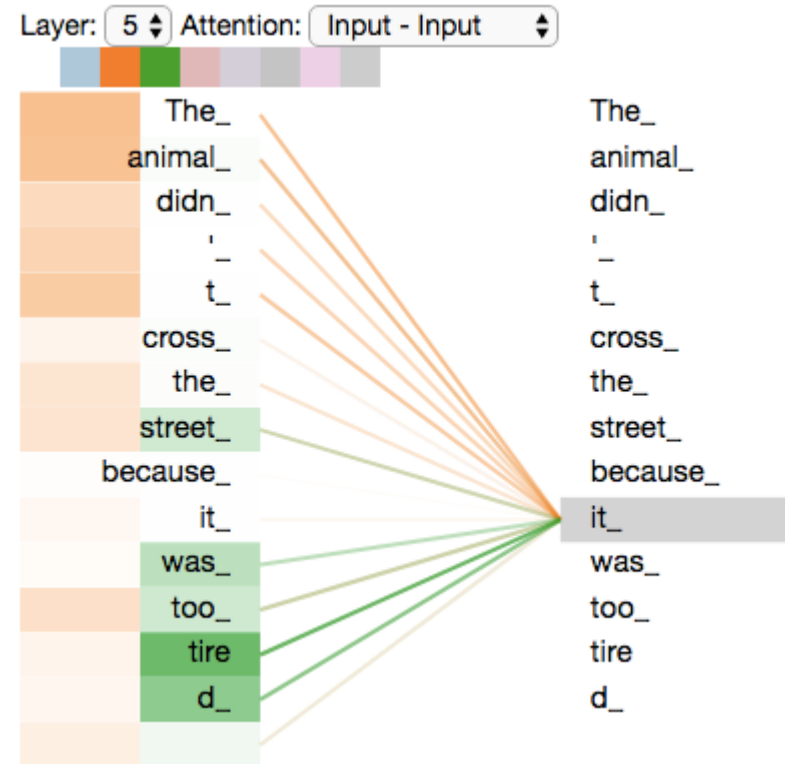 Layer: 5 Attention: Input - Input
The_ The_
animal_ animal_
didn_ didn_
'_ '_
t_ t_
cross_ cross_
the_ the_
street_ street_
because_ because_
it_ it_
was_ was_
too_ too_
tire tire
d_ d_